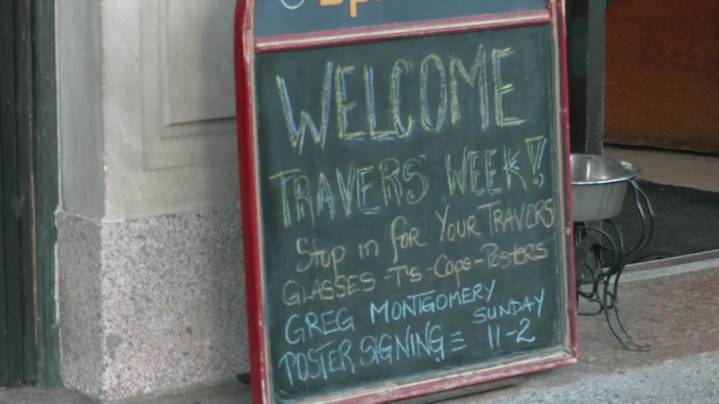 WELCOME
TRAVERS WEEK!
Stop in for Your TRAVERS
GLASSES - T's - Caps - Posters
GREG MONTGOMERY
POSTER SIGNING = SUNDAY 11-2